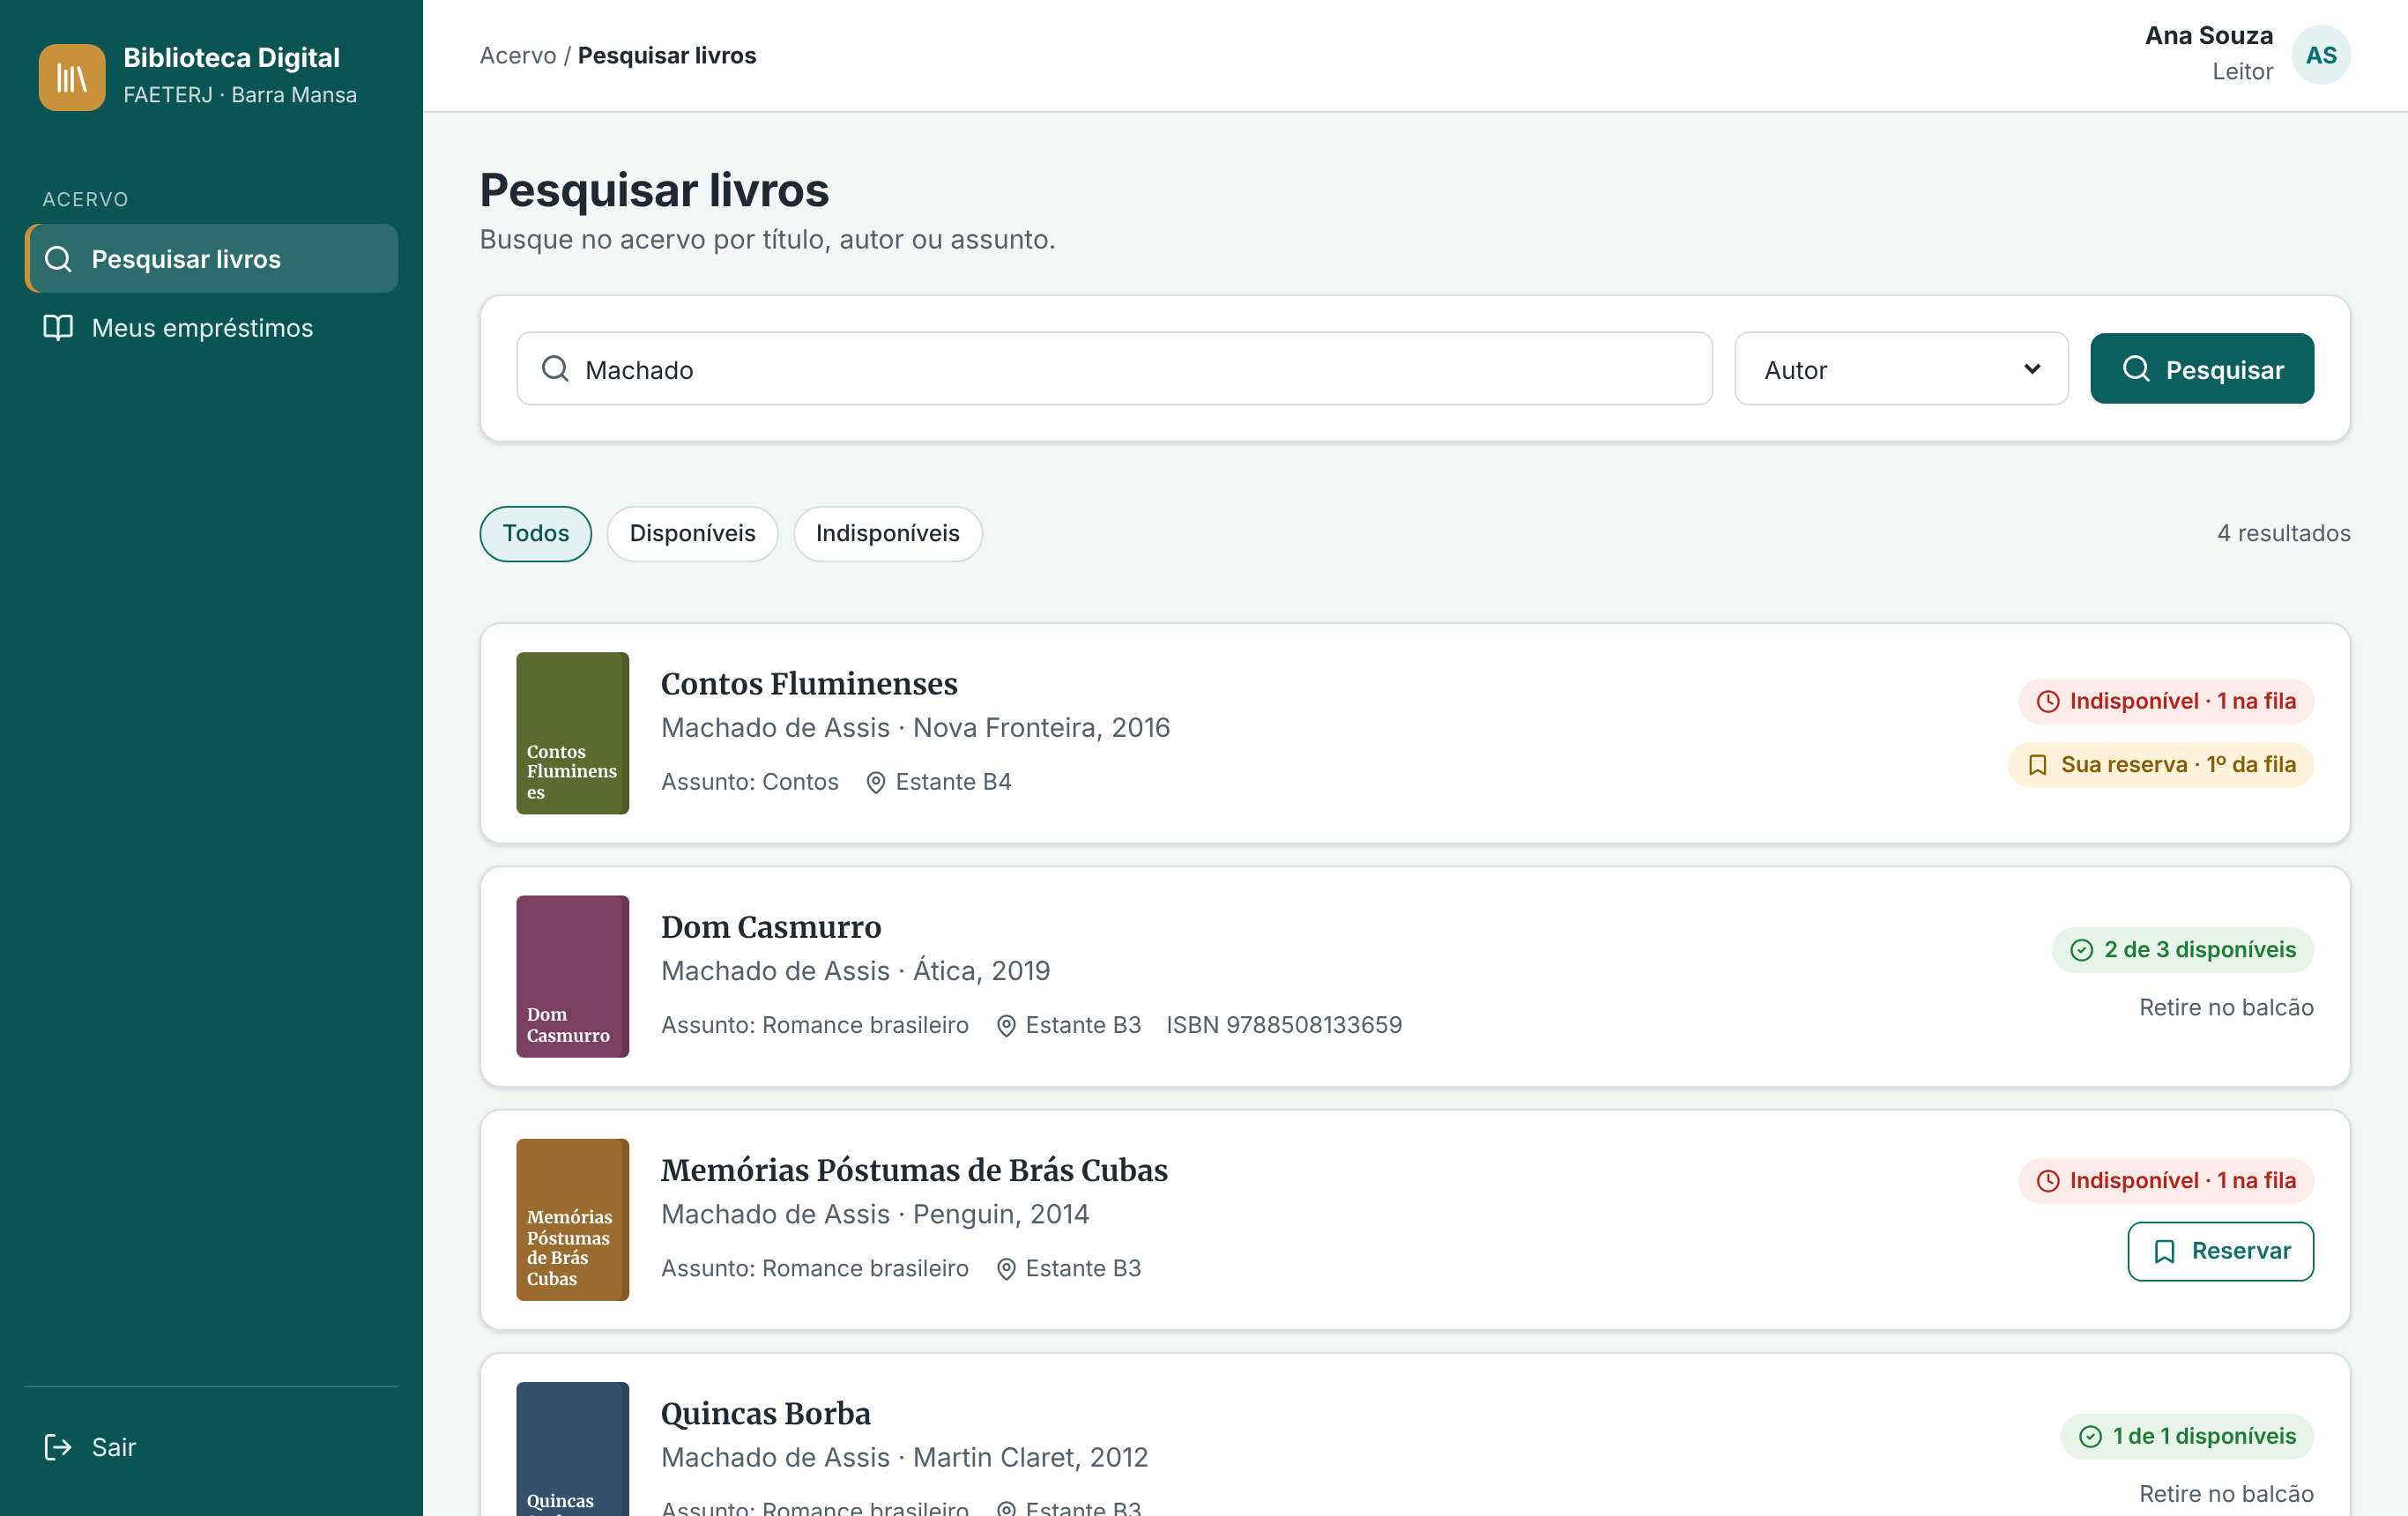 Biblioteca Digital
FAETERJ · Barra Mansa
ACERVO
Pesquisar livros
Meus empréstimos
Sair
Acervo / Pesquisar livros
Ana Souza
Leitor
AS
Pesquisar livros
Busque no acervo por título, autor ou assunto.
Machado
Autor
Pesquisar
Todos
Disponíveis
Indisponíveis
4 resultados
Contos
Fluminens
es
Contos Fluminenses
Machado de Assis · Nova Fronteira, 2016
Assunto: Contos
Estante B4
Indisponível · 1 na fila
Sua reserva · 1º da fila
Dom
Casmurro
Dom Casmurro
Machado de Assis · Ática, 2019
Assunto: Romance brasileiro
Estante B3
ISBN 9788508133659
2 de 3 disponíveis
Retire no balcão
Memórias
Póstumas
de Brás
Cubas
Memórias Póstumas de Brás Cubas
Machado de Assis · Penguin, 2014
Assunto: Romance brasileiro
Estante B3
Indisponível · 1 na fila
Reservar
Quincas
Quincas Borba
Machado de Assis · Martin Claret, 2012
Assunto: Romance brasileiro
Estante B3
1 de 1 disponíveis
Retire no balcão